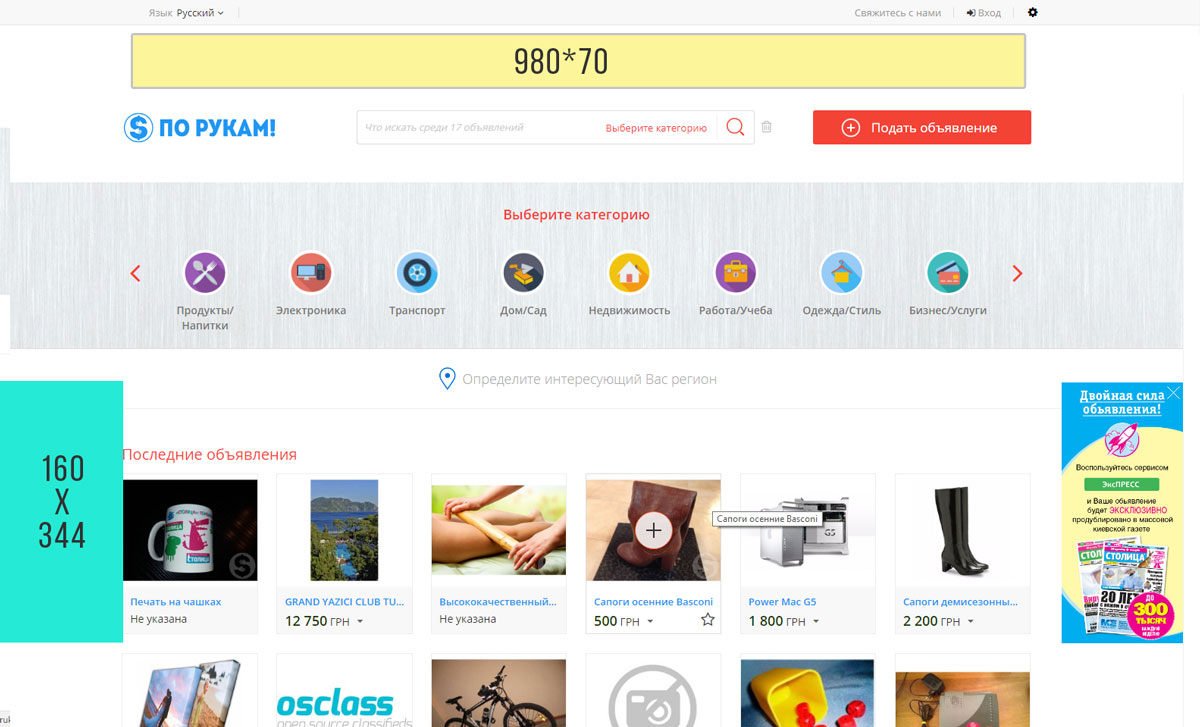 Язык Русский
Свяжитесь с нами
Вход
980*70
$ ПО РУКАМ!
Что искать среди 17 объявлений
Выберите категорию
Подать объявление
Выберите категорию
Продукты/
Напитки
Электроника
Транспорт
Дом/Сад
Недвижимость
Работа/Учеба
Одежда/Стиль
Бизнес/Услуги
Определите интересующий Вас регион
160
X
344
Двойная сила
объявления!
Воспользуйтесь сервисом
ЭксПРЕСС
и Ваше объявление
будет ЭКСКЛЮЗИВНО
продублировано в массовой
киевской газете
СТОЛИЦА
20 ЛЕТ
ДО
300
ТЫСЯЧ
КАЖДУЮ
НЕДЕЛЮ
Последние объявления
СТОЛИЦА
G5
Сапоги осенние Basconi
Печать на чашках
Не указана
GRAND YAZICI CLUB TU...
12 750 ГРН
Высококачественный...
Не указана
Сапоги осенние Basconi
500 ГРН
Power Mac G5
1 800 ГРН
Сапоги демисезонны...
2 200 ГРН
osclass
open source classifieds